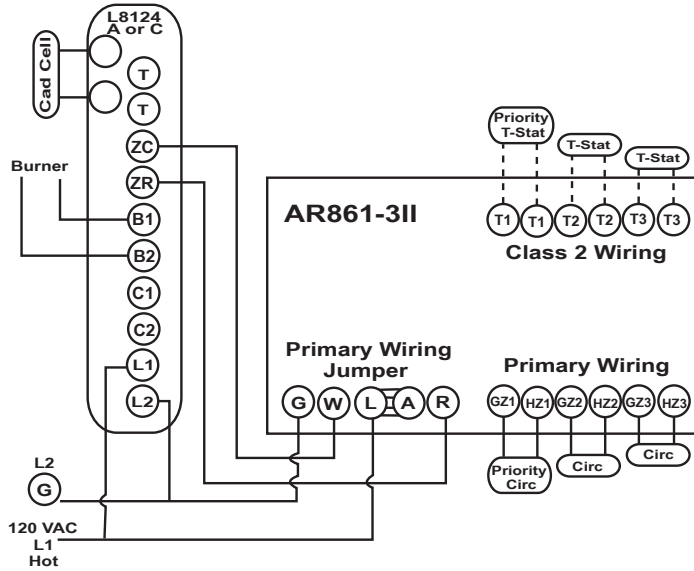 L8124
A or C
Cad Cell
T
T
ZC
ZR
Burner
B1
B2
C1
C2
L1
L2
Priority
T-Stat
T-Stat
T-Stat
AR861-3II
T1 T1 T2 T2 T3 T3
Class 2 Wiring
Primary Wiring
Jumper
G W L A R
Primary Wiring
GZ1 HZ1 GZ2 HZ2 GZ3 HZ3
Priority
Circ
Circ
Circ
L2
G
120 VAC
L1
Hot